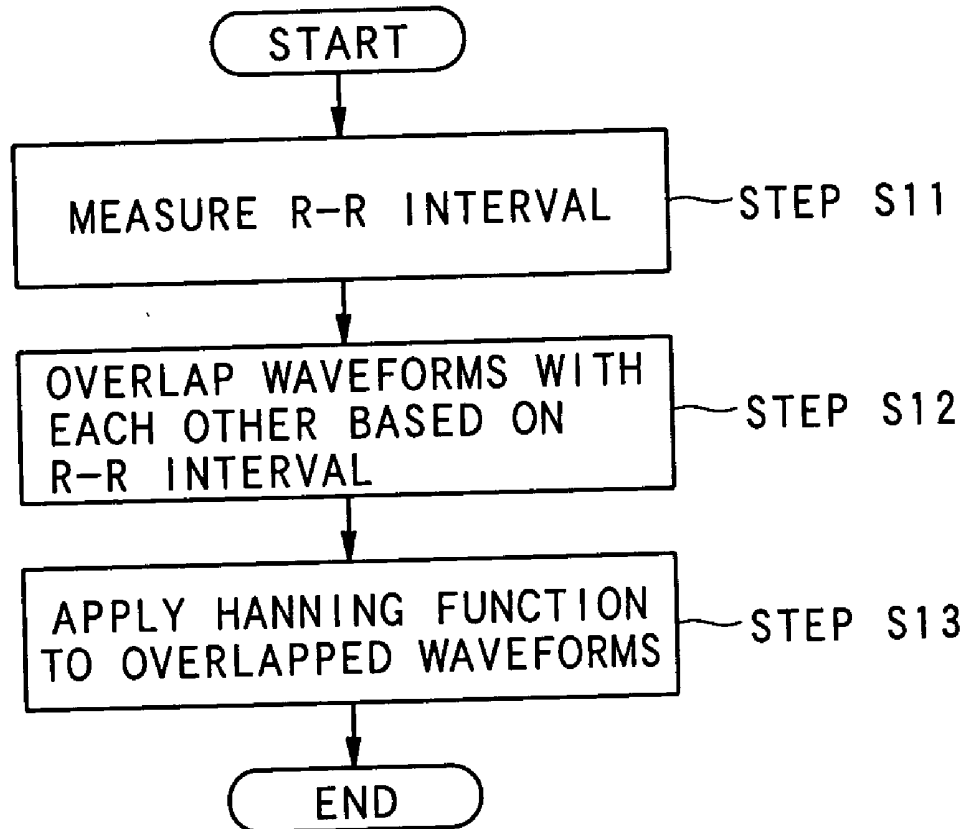 START
MEASURE R-R INTERVAL
STEP S11
OVERLAP WAVEFORMS WITH
EACH OTHER BASED ON
R-R INTERVAL
STEP S12
APPLY HANNING FUNCTION
TO OVERLAPPED WAVEFORMS
STEP S13
END